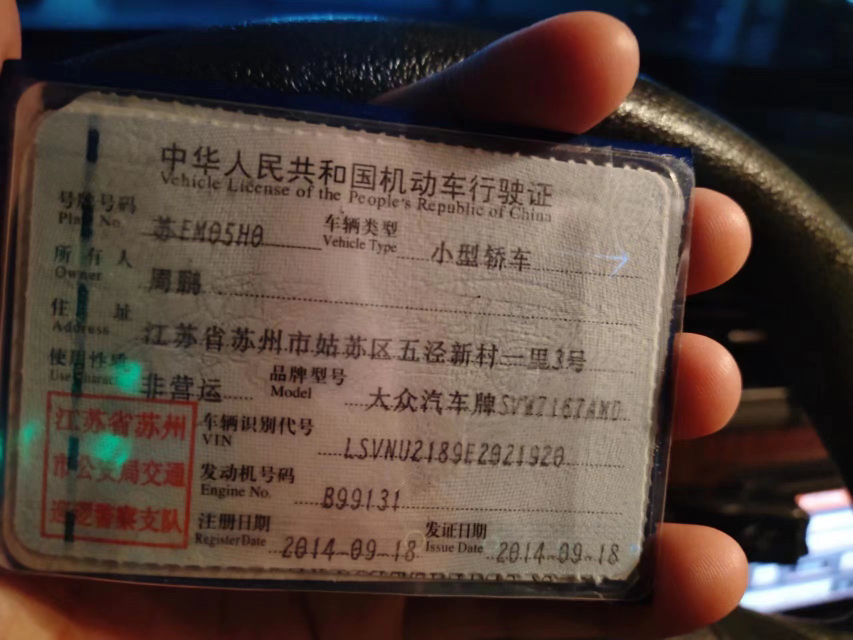 中华人民共和国机动车行驶证
Vehicle License of the People's Republic of China
号牌号码 苏EM05H0 车辆类型 小型轿车
Plate No. Vehicle Type
所有人 周鹏
Owner
住址 江苏省苏州市姑苏区五泾新村一里3号
Address
使用性质 非营运 品牌型号 大众汽车牌SVW7167AMD
Use Character Model
江苏省苏州
市公安局交通
巡逻警察支队
车辆识别代号 LSVNU2189E2021920
VIN
发动机号码 B99131
Engine No.
注册日期 2014-09-18 发证日期 2014-09-18
Register Date Issue Date